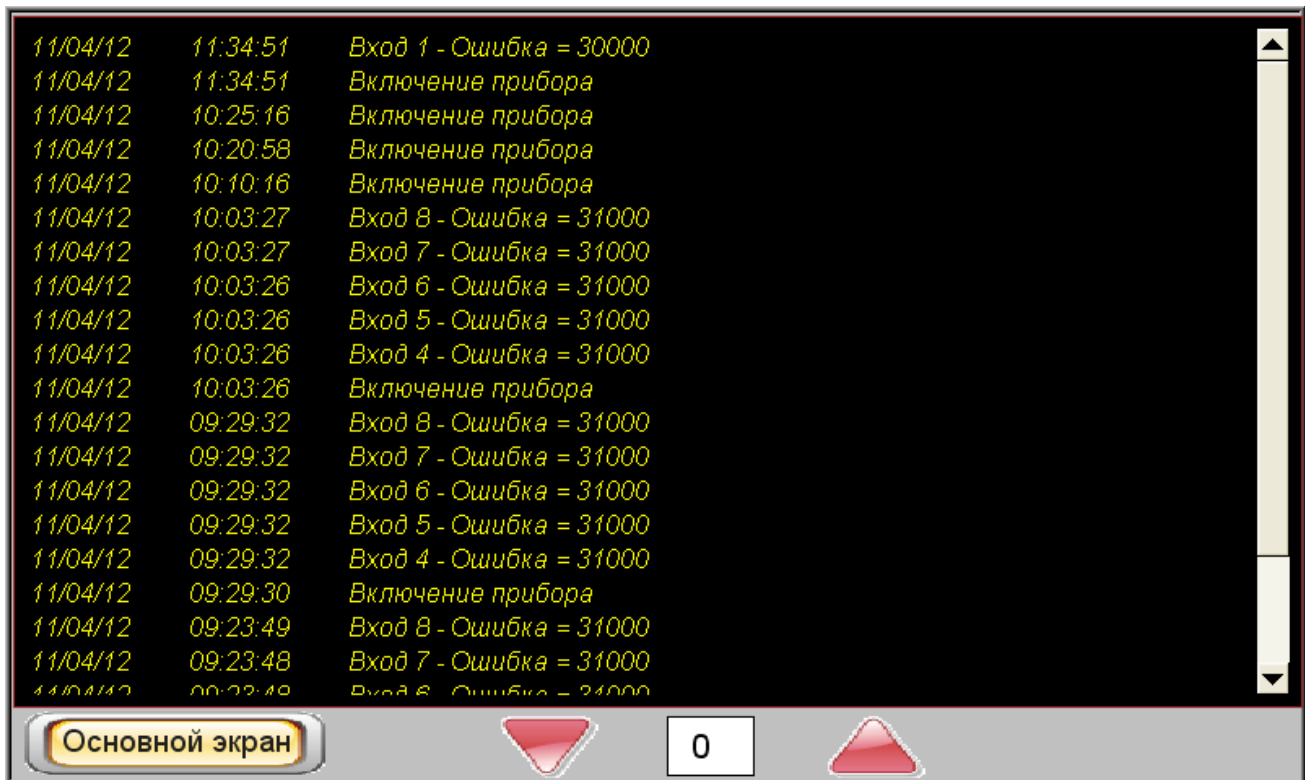 11/04/12 11:34:51 Вход 1 - Ошибка = 30000
11/04/12 11:34:51 Включение прибора
11/04/12 10:25:16 Включение прибора
11/04/12 10:20:58 Включение прибора
11/04/12 10:10:16 Включение прибора
11/04/12 10:03:27 Вход 8 - Ошибка = 31000
11/04/12 10:03:27 Вход 7 - Ошибка = 31000
11/04/12 10:03:26 Вход 6 - Ошибка = 31000
11/04/12 10:03:26 Вход 5 - Ошибка = 31000
11/04/12 10:03:26 Вход 4 - Ошибка = 31000
11/04/12 10:03:26 Включение прибора
11/04/12 09:29:32 Вход 8 - Ошибка = 31000
11/04/12 09:29:32 Вход 7 - Ошибка = 31000
11/04/12 09:29:32 Вход 6 - Ошибка = 31000
11/04/12 09:29:32 Вход 5 - Ошибка = 31000
11/04/12 09:29:32 Вход 4 - Ошибка = 31000
11/04/12 09:29:30 Включение прибора
11/04/12 09:23:49 Вход 8 - Ошибка = 31000
11/04/12 09:23:48 Вход 7 - Ошибка = 31000
11/04/12 Вход 6 - Ошибка = 31000
Основной экран 0